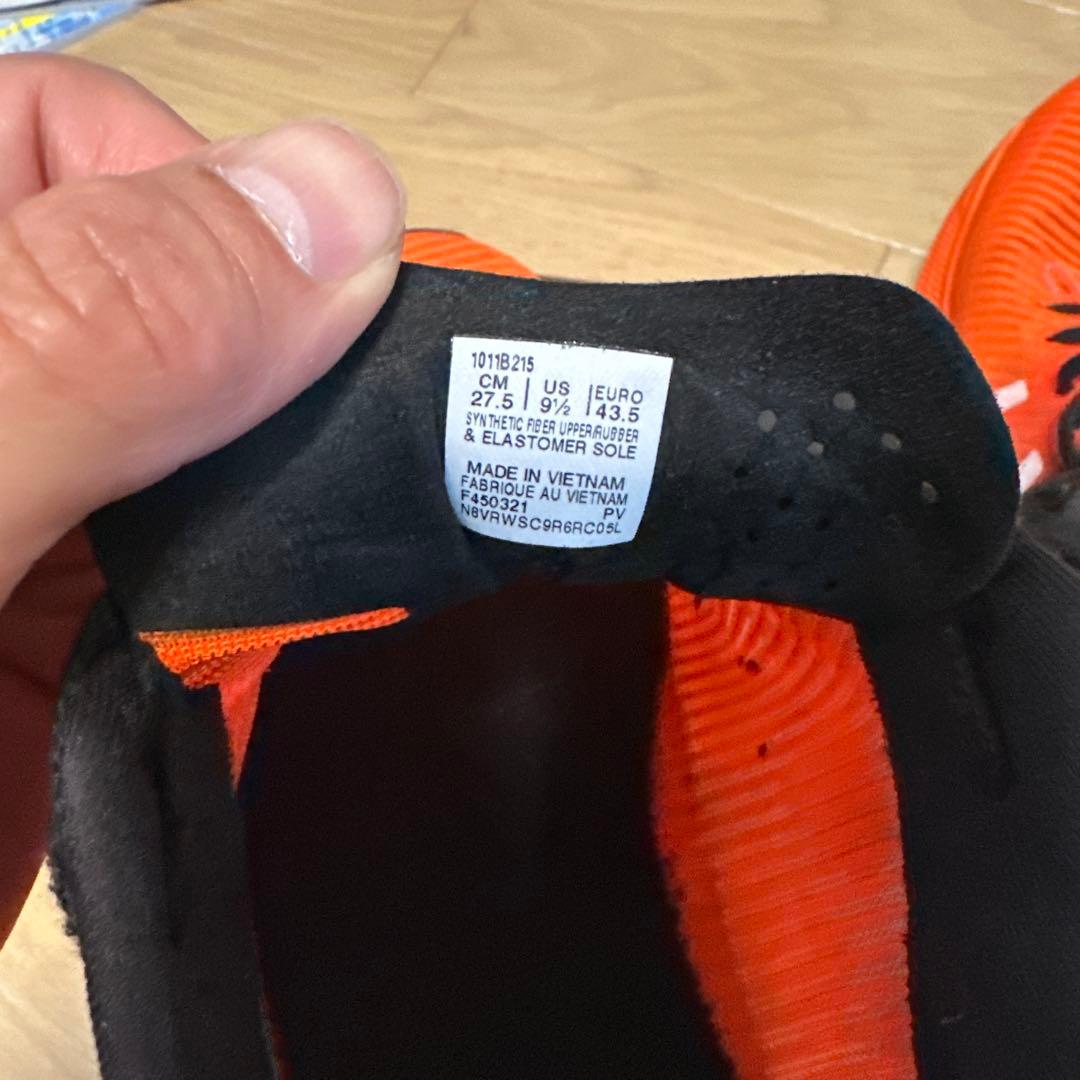 1011B215
CM | US | EURO
27.5 | 9½ | 43.5
SYNTHETIC FIBER UPPER/RUBBER
& ELASTOMER SOLE
MADE IN VIETNAM
FABRIQUE AU VIETNAM
F450321 PV
N8VRWSC9R6RC05L